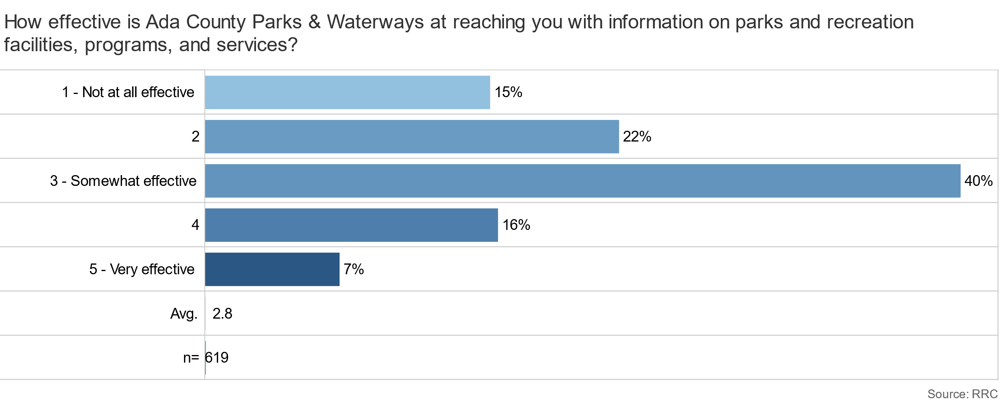 How effective is Ada County Parks & Waterways at reaching you with information on parks and recreation
facilities, programs, and services?
1 - Not at all effective 15%
2 22%
3 - Somewhat effective 40%
4 16%
5 - Very effective 7%
Avg. 2.8
n= 619
Source: RRC